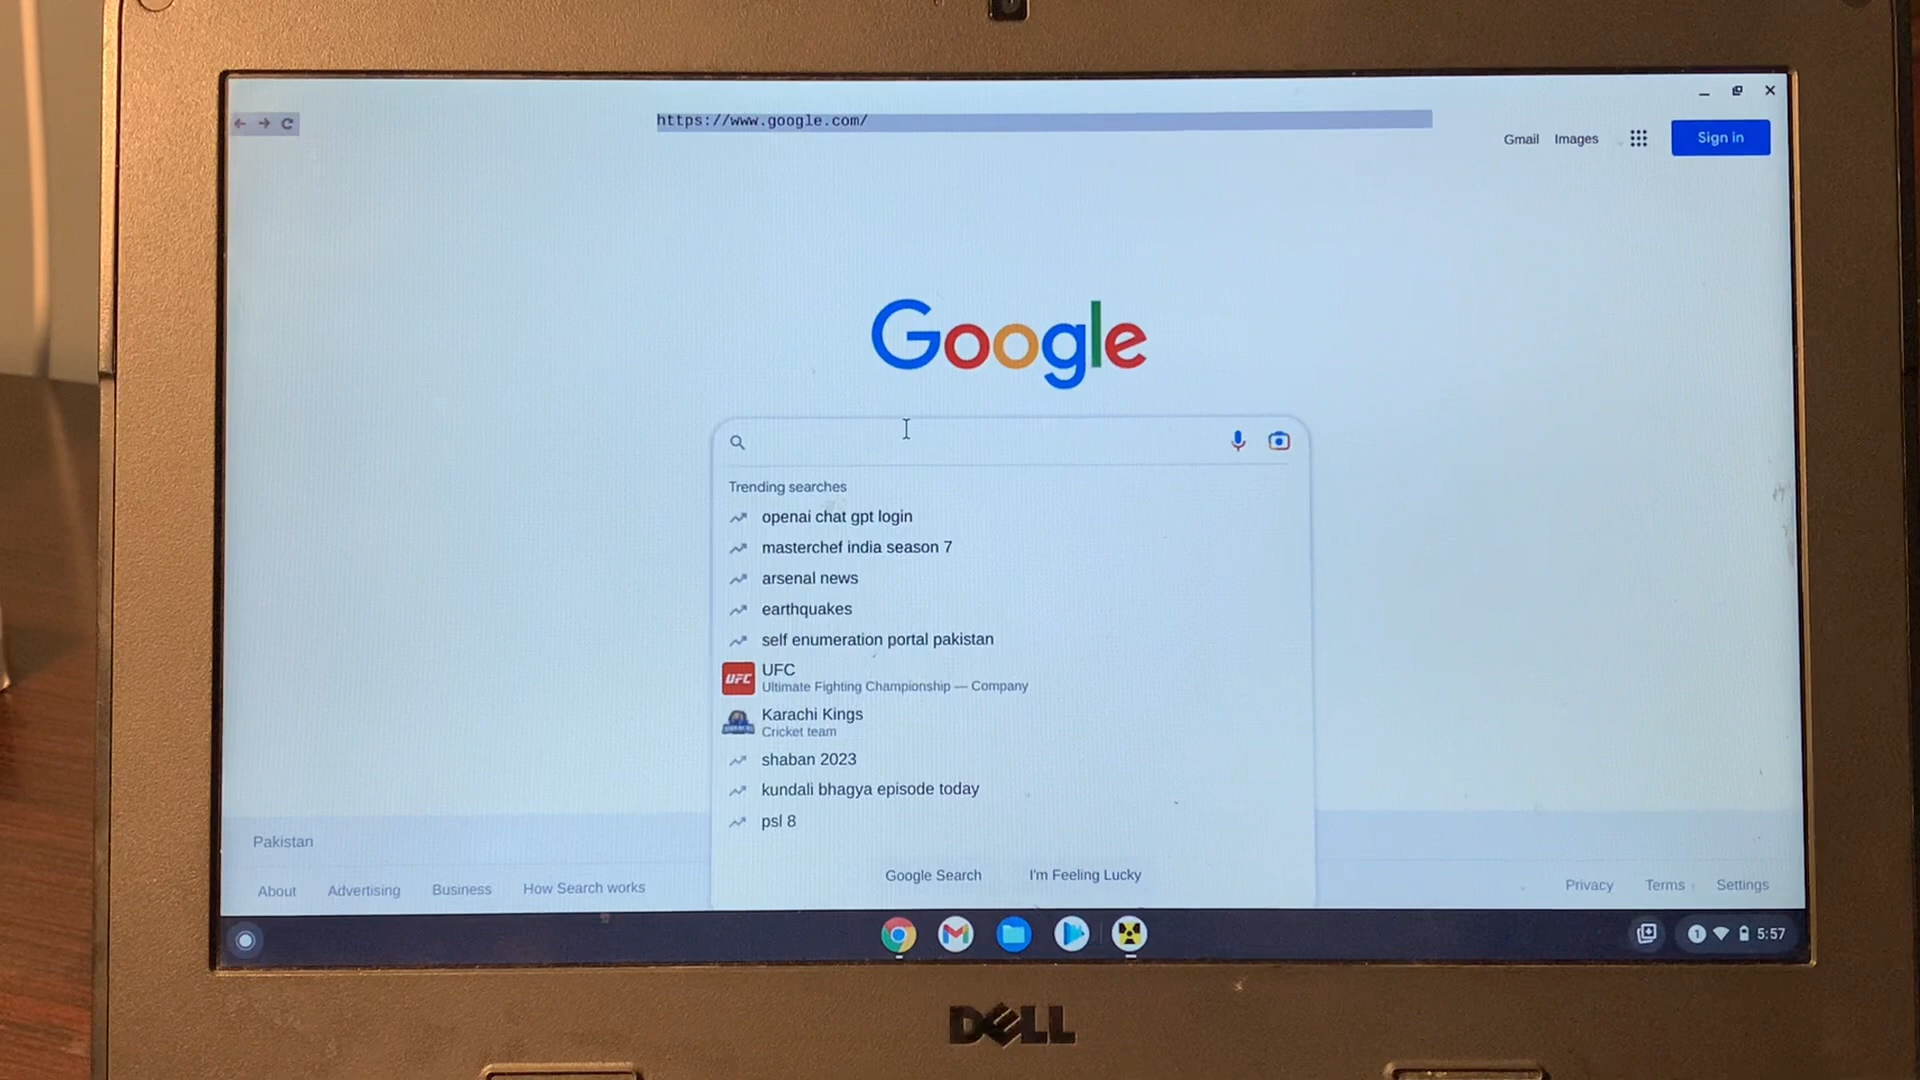 https://www.google.com/
Gmail Images Sign in
Google
Trending searches
openai chat gpt login
masterchef india season 7
arsenal news
earthquakes
self enumeration portal pakistan
UFC
UFC
Ultimate Fighting Championship — Company
Karachi Kings
Cricket team
shaban 2023
kundali bhagya episode today
psl 8
Google Search I'm Feeling Lucky
Pakistan
About Advertising Business How Search works Privacy Terms Settings
1 5:57
DELL